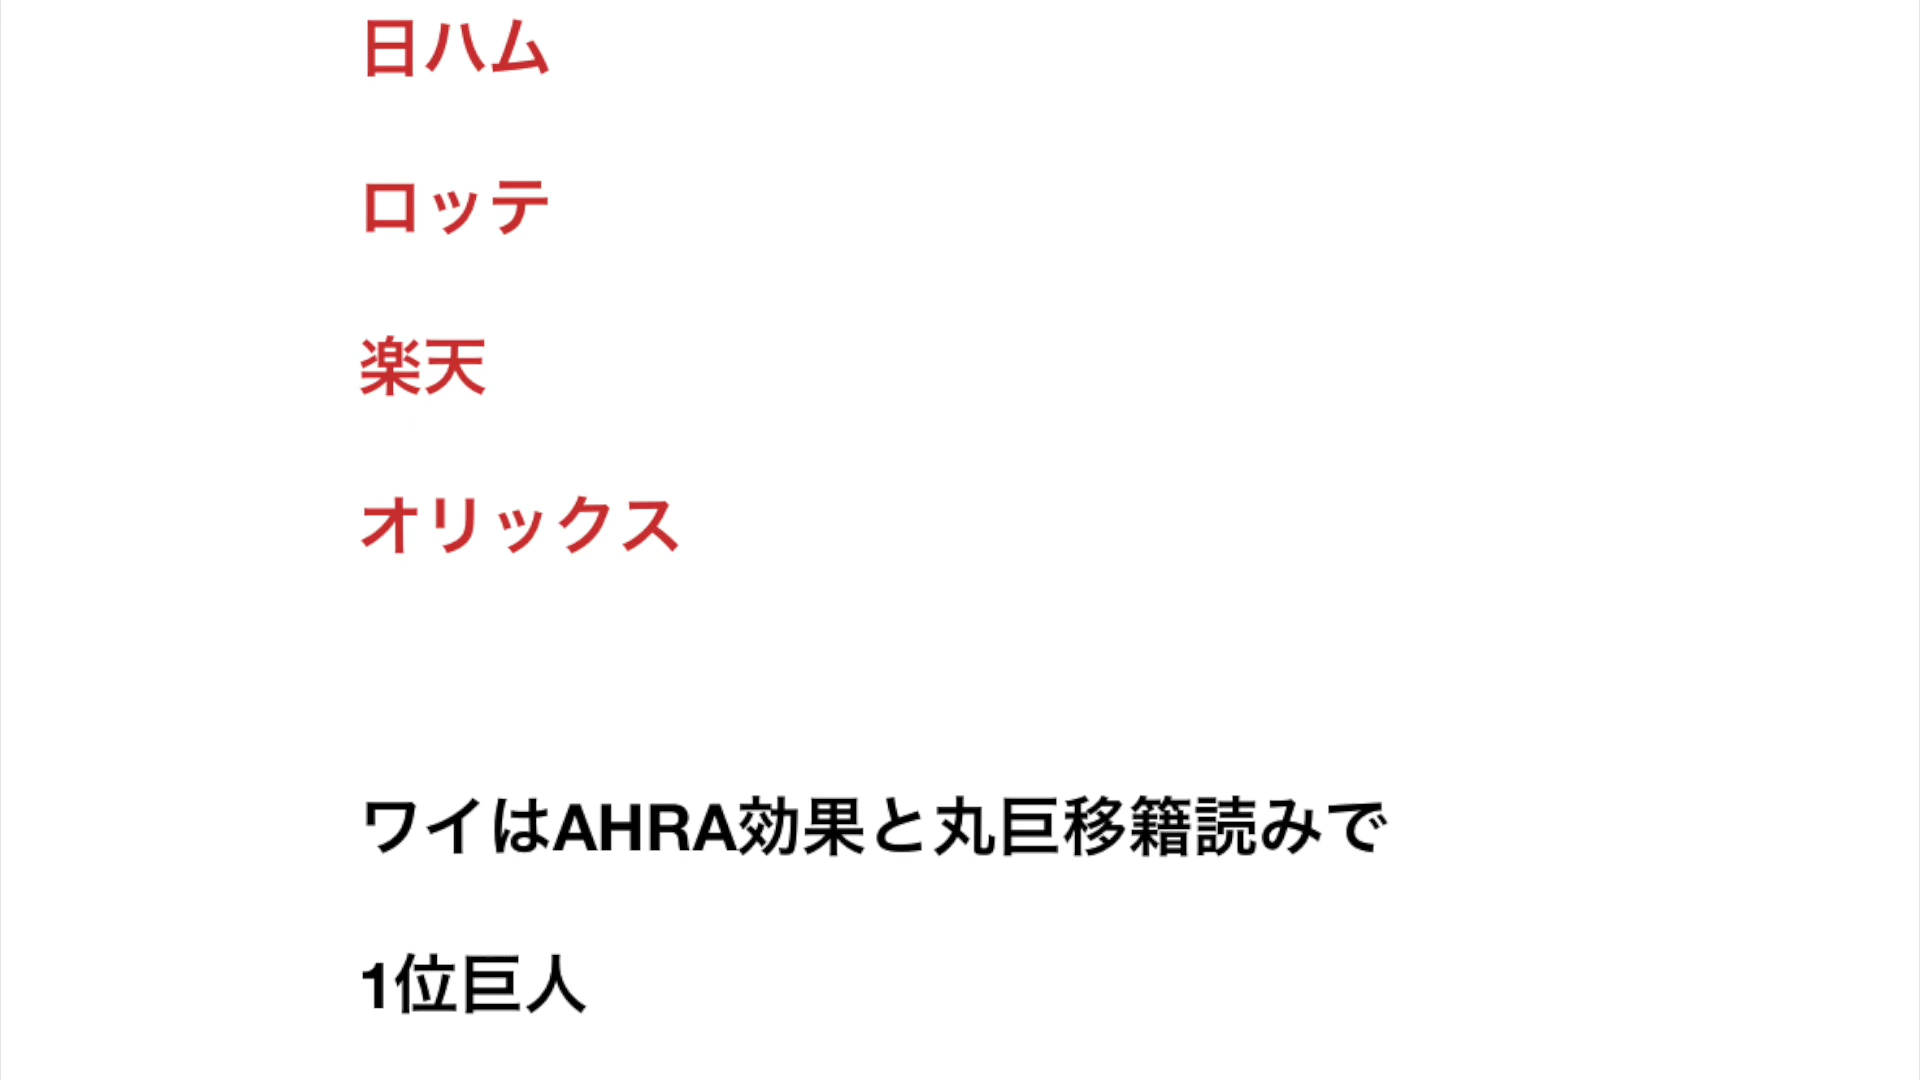 日ハム
ロッテ
楽天
オリックス
ワイはAHRA効果と丸巨移籍読みで
1位巨人